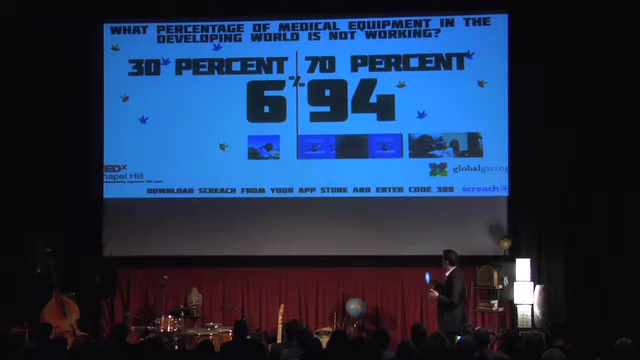 WHAT PERCENTAGE OF MEDICAL EQUIPMENT IN THE
DEVELOPING WORLD IS NOT WORKING?
30 PERCENT 70 PERCENT
6 % 94
TEDx
Chapel Hill
globalgiving
DOWNLOAD SCREACH FROM YOUR APP STORE AND ENTER CODE 308 screach